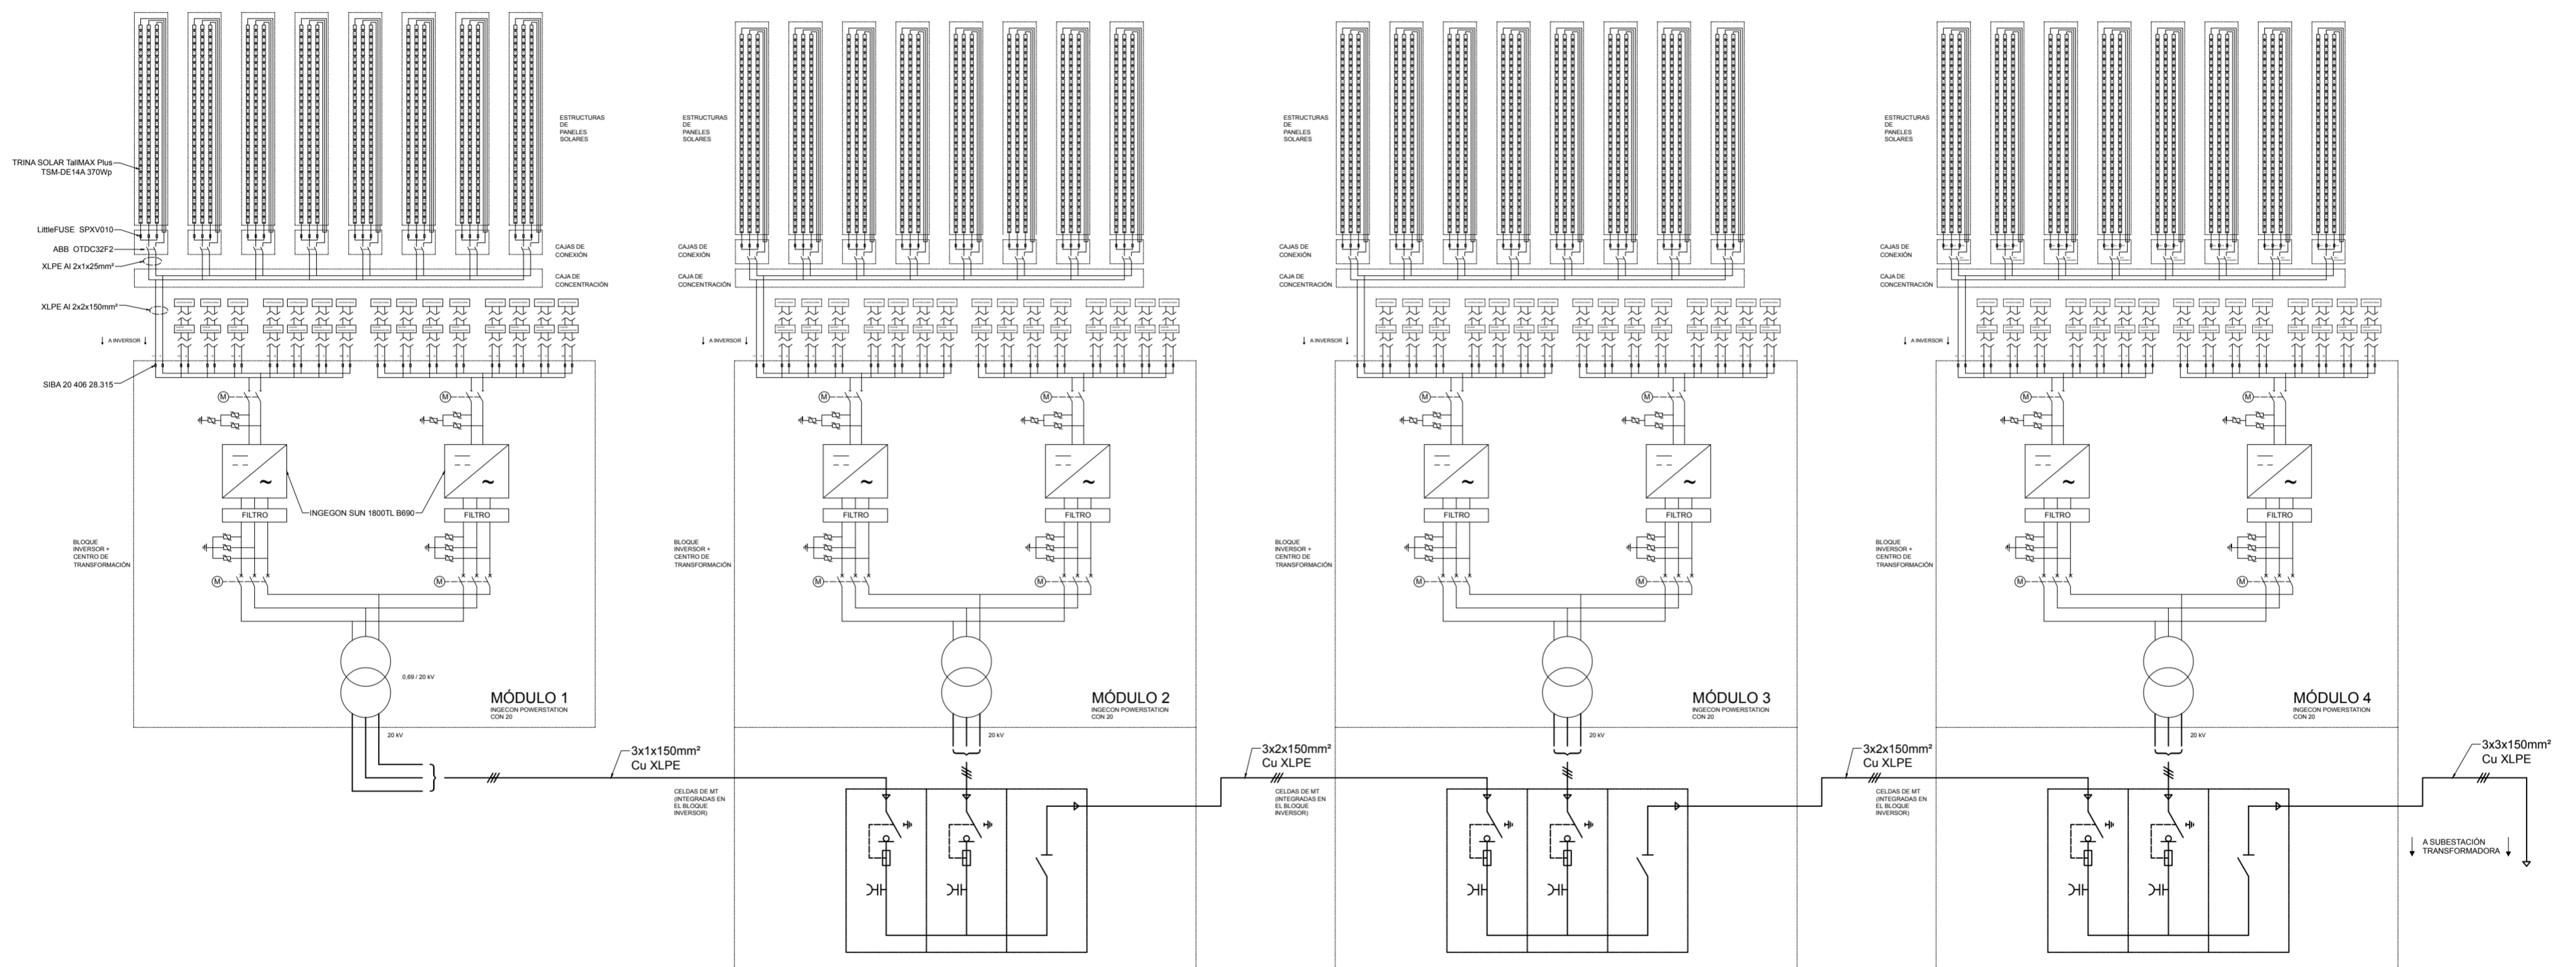 ESTRUCTURAS
DE
PANELES
SOLARES
ESTRUCTURAS
DE
PANELES
SOLARES
ESTRUCTURAS
DE
PANELES
SOLARES
ESTRUCTURAS
DE
PANELES
SOLARES
TRINA SOLAR TallMAX Plus
TSM-DE14A 370Wp
LittleFUSE SPXV010
ABB OTDC32F2
XLPE Al 2x1x25mm²
CAJAS DE
CONEXIÓN
CAJAS DE
CONEXIÓN
CAJAS DE
CONEXIÓN
CAJAS DE
CONEXIÓN
CAJA DE
CONCENTRACIÓN
CAJA DE
CONCENTRACIÓN
CAJA DE
CONCENTRACIÓN
CAJA DE
CONCENTRACIÓN
XLPE Al 2x2x150mm²
A INVERSOR
A INVERSOR
A INVERSOR
A INVERSOR
SIBA 20 406 28.315
M
M
M
M
M
M
M
M
INGEGON SUN 1800TL B690
FILTRO
FILTRO
FILTRO
FILTRO
FILTRO
FILTRO
FILTRO
FILTRO
BLOQUE
INVERSOR +
CENTRO DE
TRANSFORMACIÓN
BLOQUE
INVERSOR +
CENTRO DE
TRANSFORMACIÓN
BLOQUE
INVERSOR +
CENTRO DE
TRANSFORMACIÓN
BLOQUE
INVERSOR +
CENTRO DE
TRANSFORMACIÓN
M
M
M
M
M
M
M
M
0,69 / 20 kV
MÓDULO 1
INGECON POWERSTATION
CON 20
MÓDULO 2
INGECON POWERSTATION
CON 20
MÓDULO 3
INGECON POWERSTATION
CON 20
MÓDULO 4
INGECON POWERSTATION
CON 20
20 kV
20 kV
20 kV
20 kV
3x1x150mm²
Cu XLPE
3x2x150mm²
Cu XLPE
3x2x150mm²
Cu XLPE
3x3x150mm²
Cu XLPE
CELDAS DE MT
(INTEGRADAS EN
EL BLOQUE
INVERSOR)
CELDAS DE MT
(INTEGRADAS EN
EL BLOQUE
INVERSOR)
CELDAS DE MT
(INTEGRADAS EN
EL BLOQUE
INVERSOR)
A SUBESTACIÓN
TRANSFORMADORA